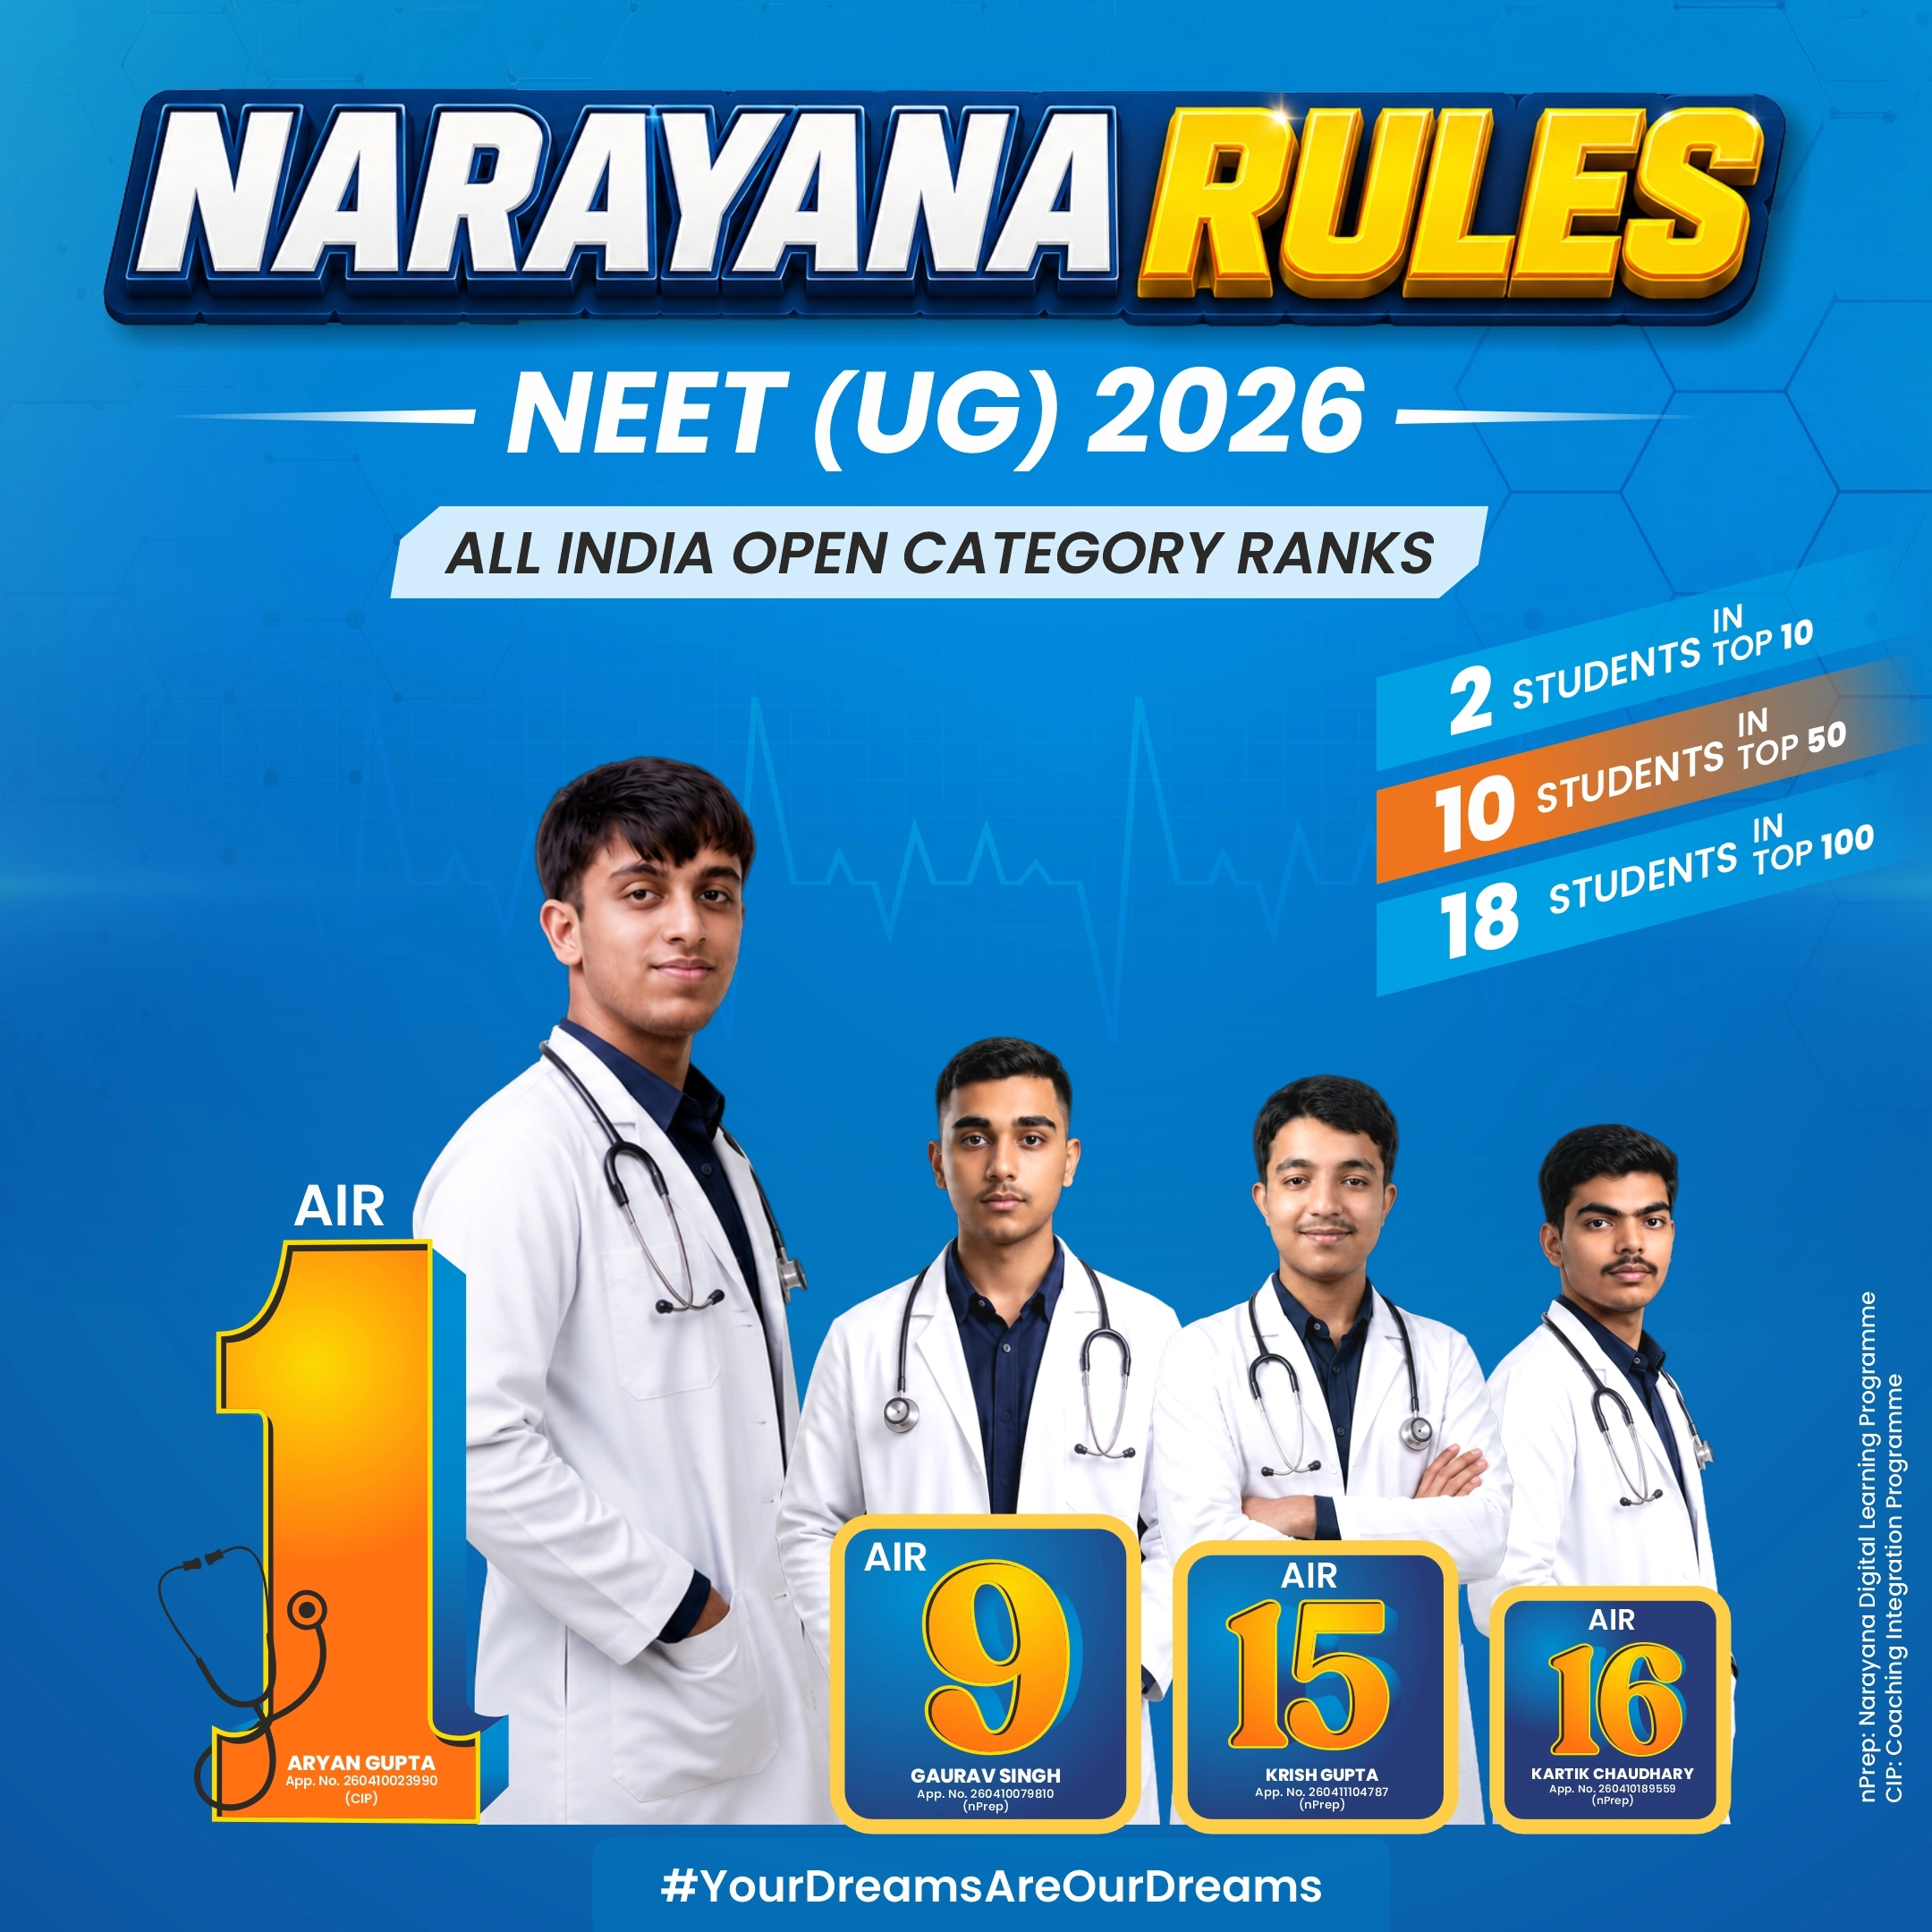 NARAYANA RULES
NEET (UG) 2026
ALL INDIA OPEN CATEGORY RANKS
2 STUDENTS IN TOP 10
10 STUDENTS IN TOP 50
18 STUDENTS IN TOP 100
AIR
1
ARYAN GUPTA
App. No. 260410023990
(CIP)
AIR
9
GAURAV SINGH
App. No. 260410079810
(nPrep)
AIR
15
KRISH GUPTA
App. No. 260411104787
(nPrep)
AIR
16
KARTIK CHAUDHARY
App. No. 260410189559
(nPrep)
nPrep: Narayana Digital Learning Programme
CIP: Coaching Integration Programme
#YourDreamsAreOurDreams